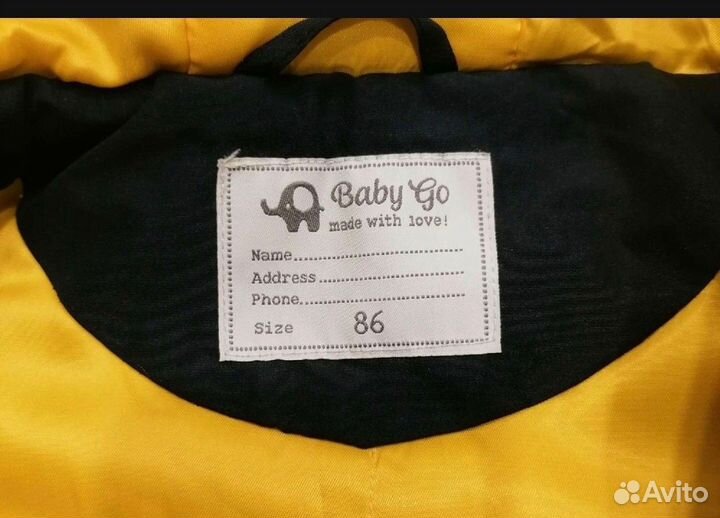 Baby Go
made with love!
Name
Address
Phone
Size 86
Avito